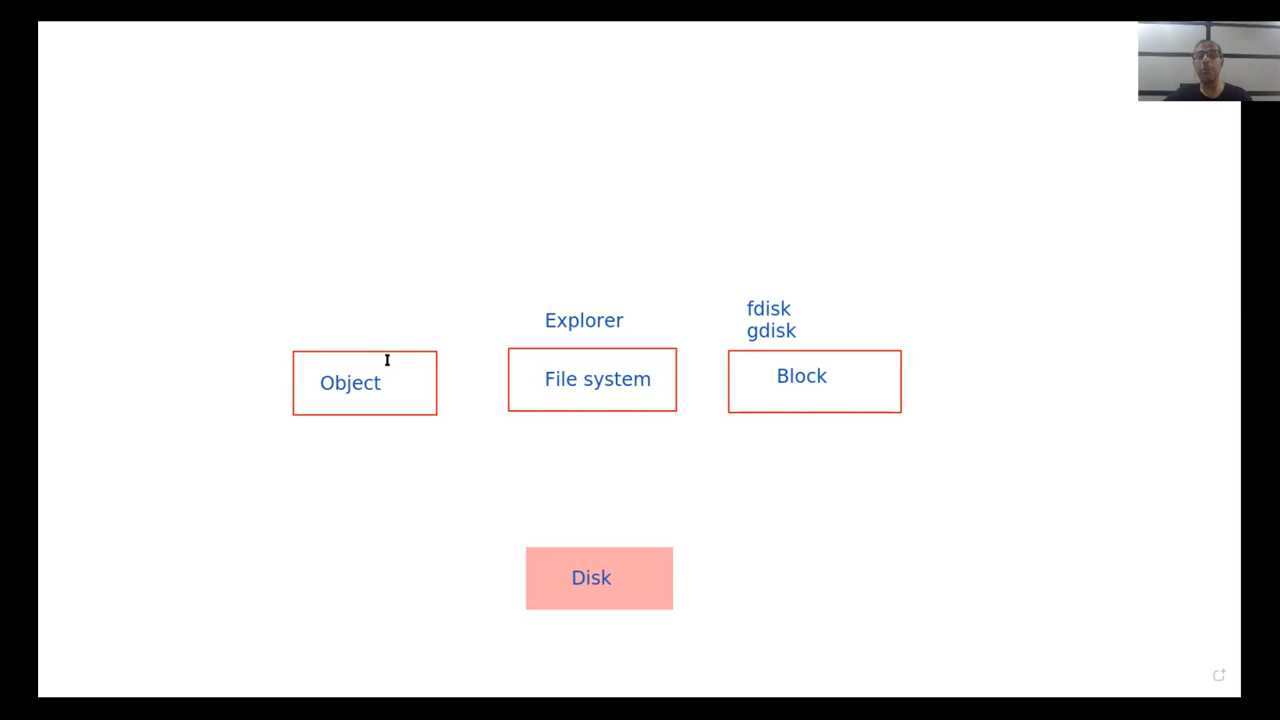 Explorer
fdisk
gdisk
Object
File system
Block
Disk